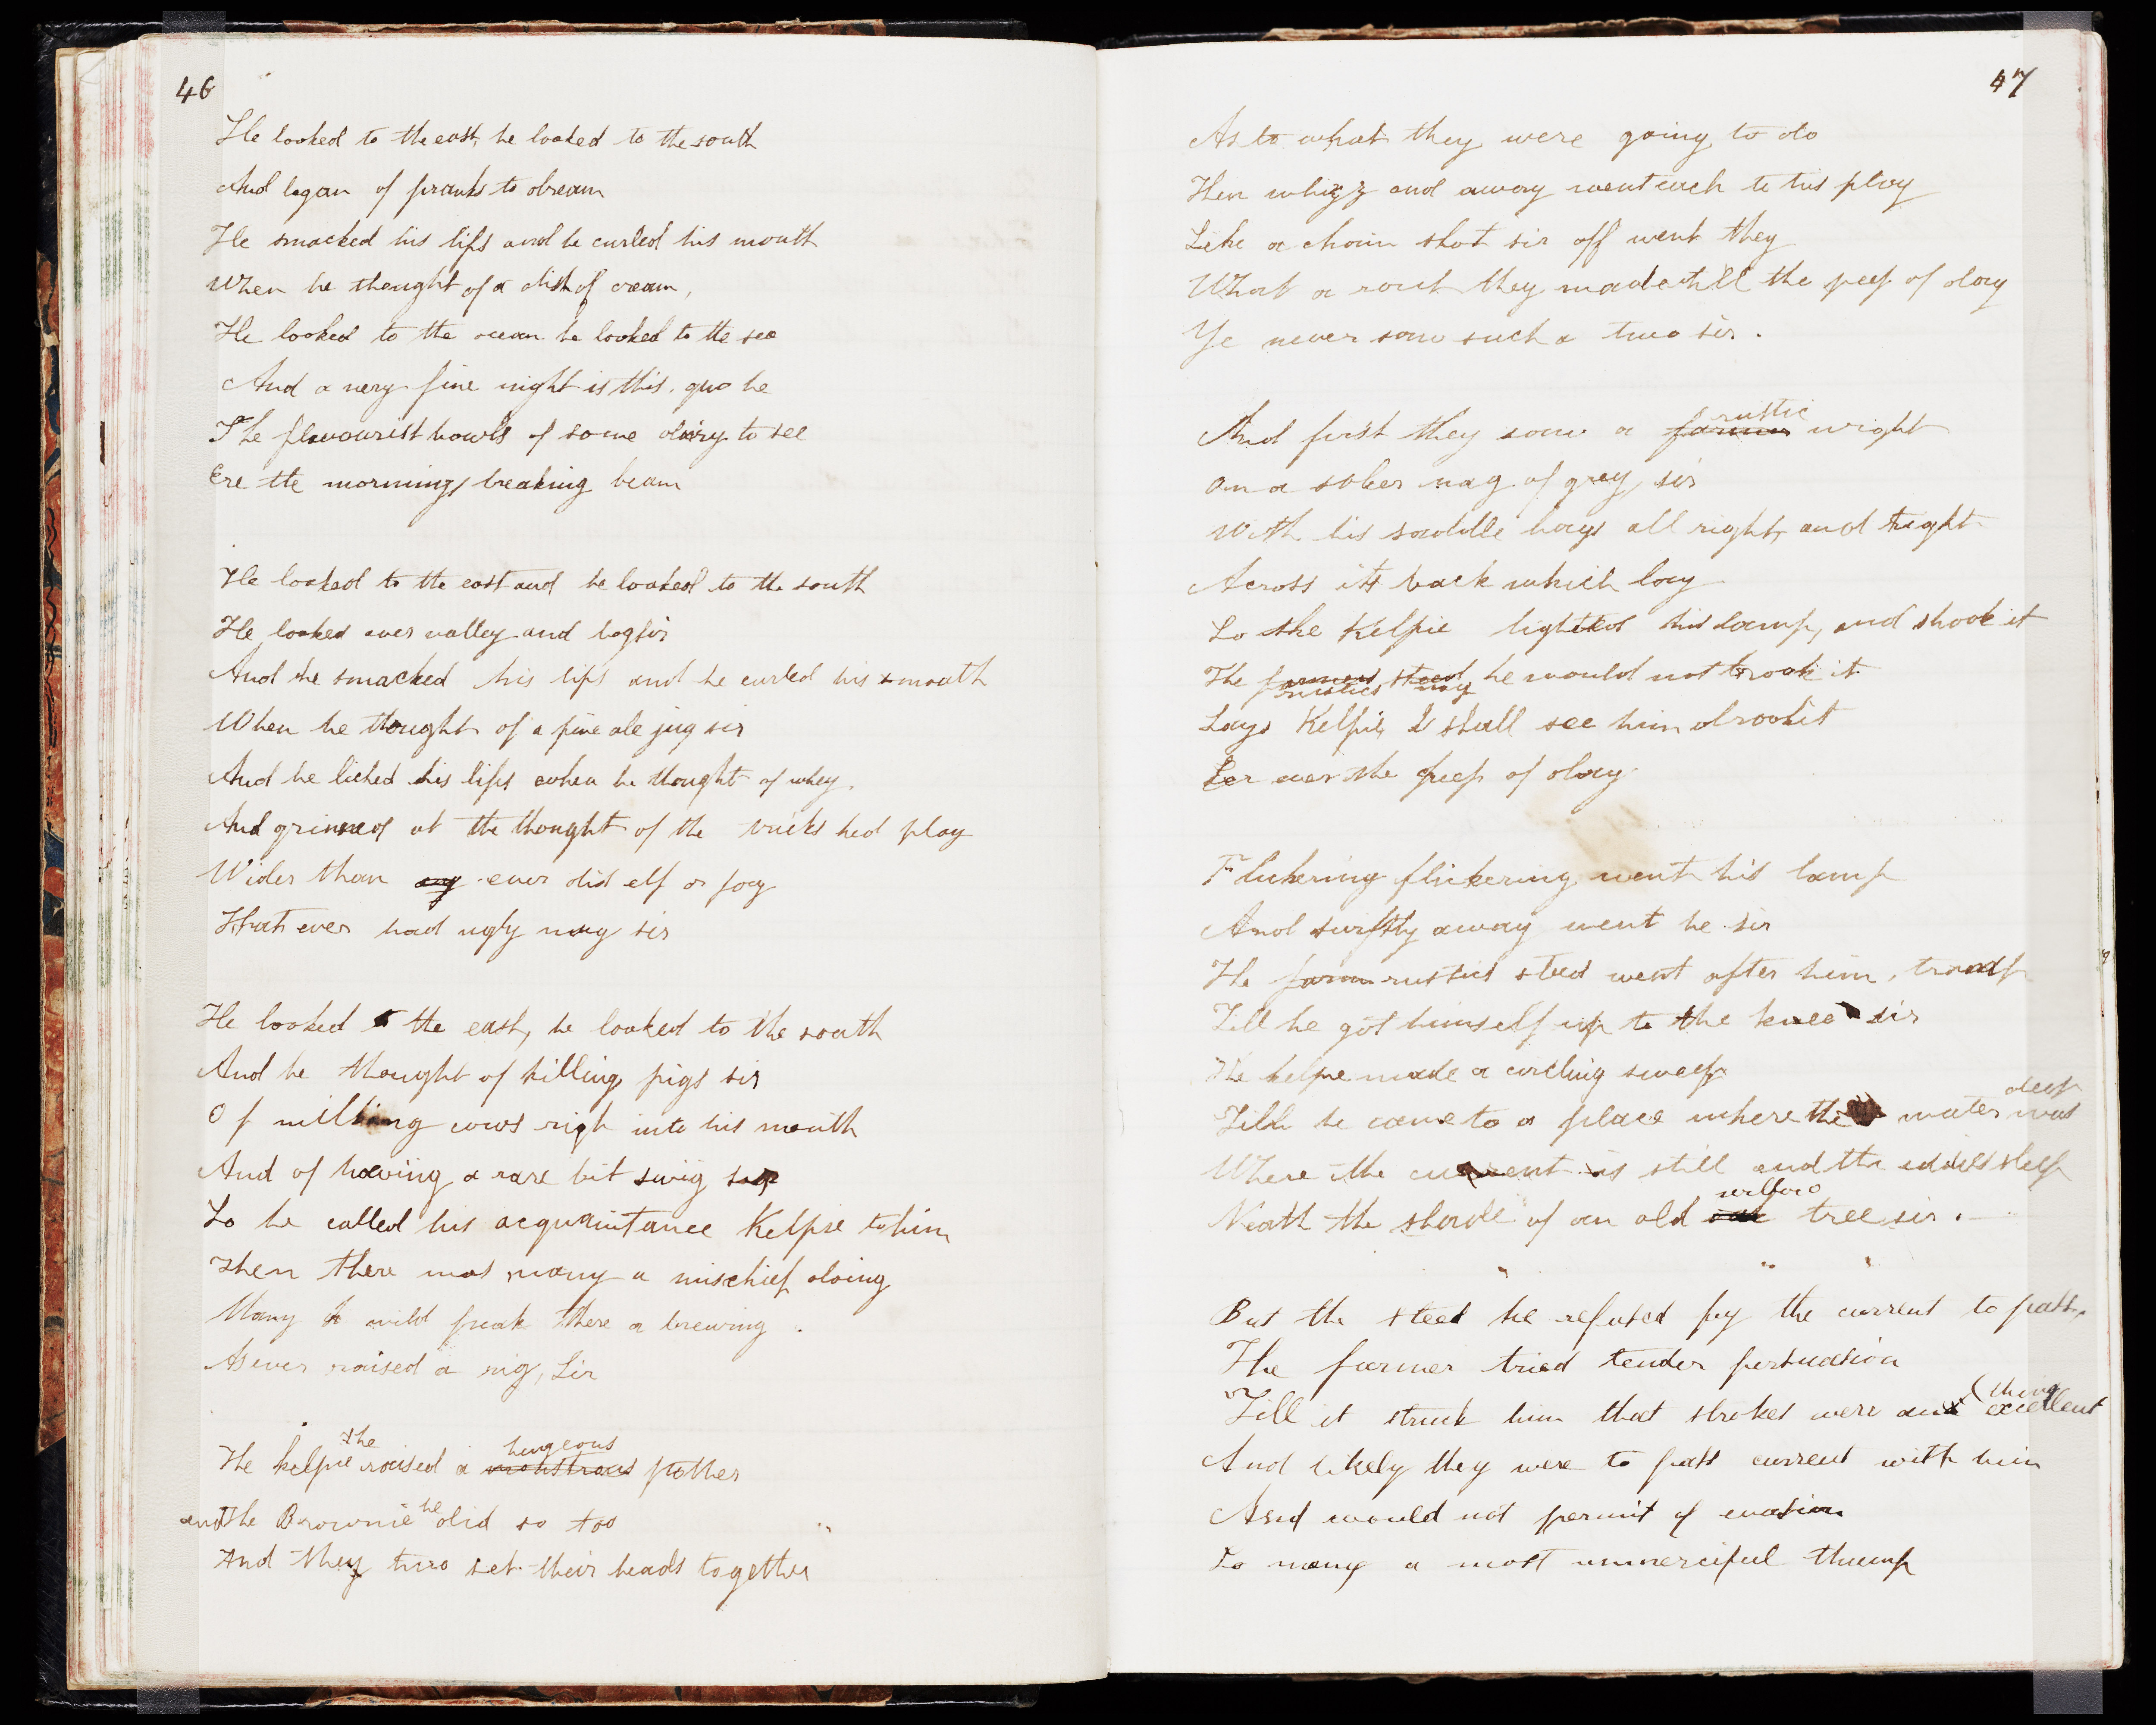 46
He looked to the east, he looked to the south
And began of pranks to dream
He smacked his lips and he curled his mouth
When he thought of a dish of cream,
He looked to the ocean he looked to the sea
And a very fine night is this. quo he
The flavourist bowls of some dairy to see
Ere the mornings breaking beam
He looked to the east and he looked to the south
He looked over valley and bog sir
And he smacked his lips and he curled his mouth
When he thought of a fine ale jug sir
And he licked his lips when he thought of whey,
And grinned at the thought of the tricks hed play
Wider than any ever did elf or fay
That ever had ugly mug sir
He looked to the east, he looked to the south
And he thought of killing pigs sir
Of milking cows righ into his mouth
And of having a rare bit swig sir
So he called his acquaintance Kelpie to him
Then there was many a mischief doing
Many a wild freak there a brewing.
As ever raised a rig, Sir
the hugeous
The kelpie raised a monstrous pother
and The Brownie he did so too
And they two set their heads together
47
As to what they were going to do
Then whizz and away went each to his play
Like a chain shot sir off went they
What a rout they made till the peep of day
Ye never saw such a two sir.
rustic
And first they saw a farmer wight
On a sober nag of grey, sir
With his saddle bags all right, and tight
Across its back which lay
So the Kelpie lighted his lamp, and shook it
The farmers steed he would not brook it
rustics nag
Says Kelpie, I shall see him drookit
Eer ever the peep of day
Flickering flickering went his lamp
And swiftly away went he sir
The farm rustics steed went after him, tramp
Till he got himself up to the knee sir
The kelpie made a circling sweep
deep
Till he came to a place where the water was
Where the current is still and the eddies sleep
willow
Neath the shade of an old oak tree sir.
But the steed he refused by the current to pass,
The farmer tried tender persuasion
thing
Till it struck him that strokes were an excellent
And likely they were to pass current with him
And would not permit of evasion
So many a most unmerciful thump